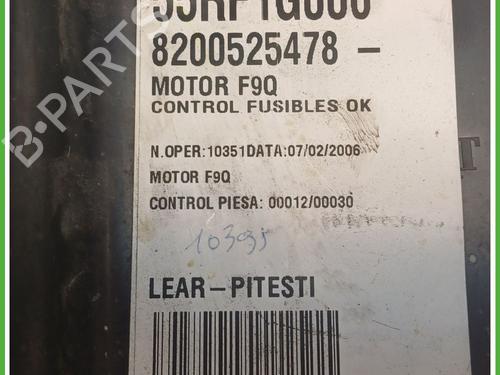 8200525478 -
MOTOR F9Q
CONTROL FUSIBLES OK
N.OPER:10351DATA:07/02/2006
MOTOR F9Q
CONTROL PIESA: 00012/00030
10395
LEAR-PITESTI